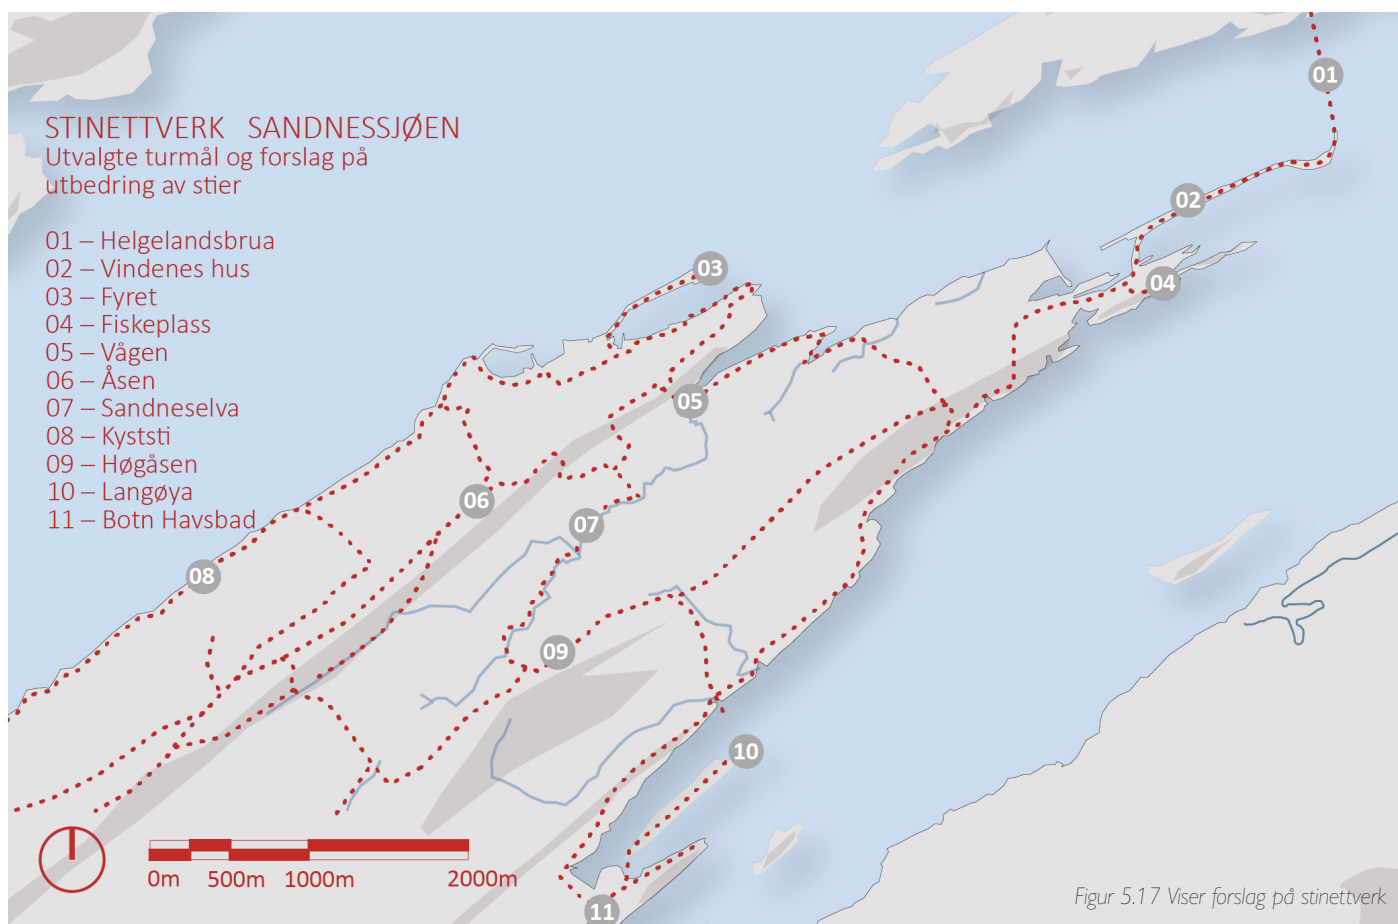 STINETTVERK SANDNESSJØEN
Utvalgte turmål og forslag på
utbedring av stier
01 – Helgelandsbrua
02 – Vindenes hus
03 – Fyret
04 – Fiskeplass
05 – Vågen
06 – Åsen
07 – Sandneselva
08 – Kyststi
09 – Høgåsen
10 – Langøya
11 – Botn Havsbad
01
02
03
04
05
06
07
08
09
10
11
0m 500m 1000m 2000m
Figur 5.17 Viser forslag på stinettverk